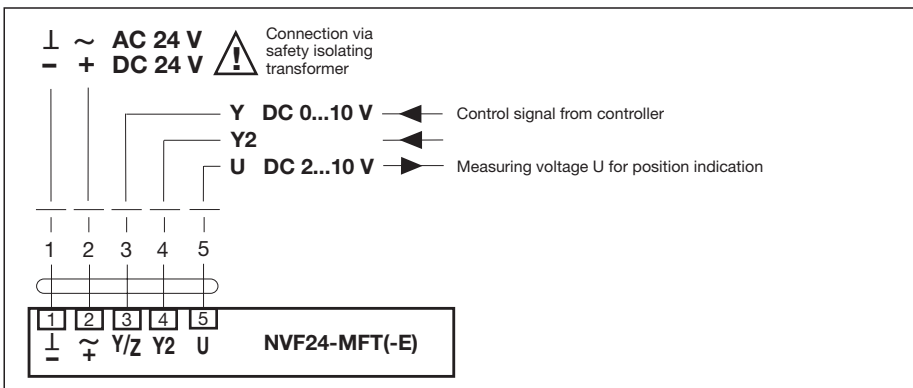 ⊥ ~ AC 24 V
– + DC 24 V
! Connection via
safety isolating
transformer
Y DC 0...10 V Control signal from controller
Y2
U DC 2...10 V Measuring voltage U for position indication
1 2 3 4 5
1 2 3 4 5
⊥ ~ Y/Z Y2 U NVF24-MFT(-E)
– +